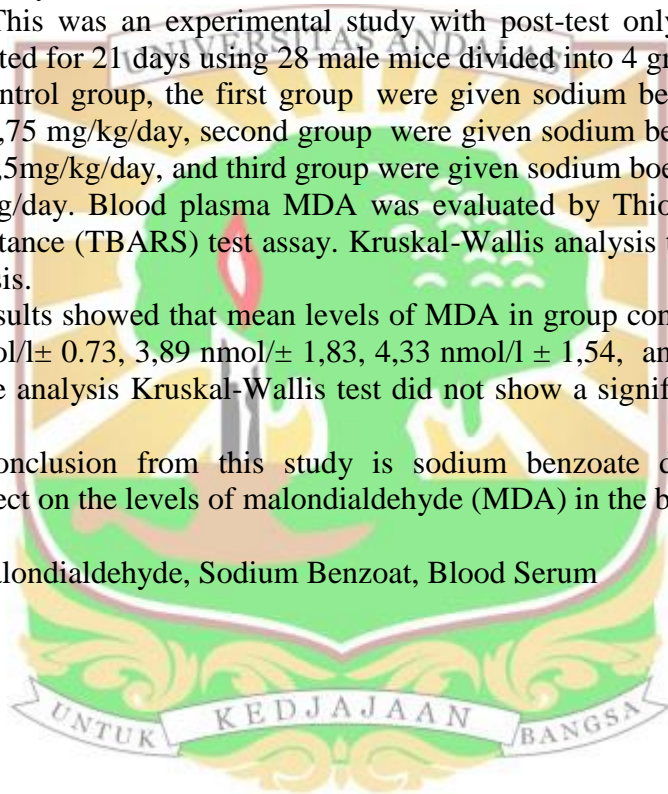 This was an experimental study with post-test only
ted for 21 days using 28 male mice divided into 4 gr
ntrol group, the first group were given sodium be
,75 mg/kg/day, second group were given sodium be
,5mg/kg/day, and third group were given sodium boe
g/day. Blood plasma MDA was evaluated by Thio
tance (TBARS) test assay. Kruskal-Wallis analysis t
sis.
sults showed that mean levels of MDA in group con
ol/l± 0.73, 3,89 nmol/± 1,83, 4,33 nmol/l ± 1,54, an
e analysis Kruskal-Wallis test did not show a signif
onclusion from this study is sodium benzoate c
ect on the levels of malondialdehyde (MDA) in the b
alondialdehyde, Sodium Benzoat, Blood Serum
UNIVERSITAS ANDALAS
UNTUK KEDJAJAAN BANGSA